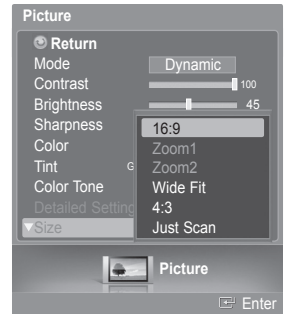 Picture
Return
Mode Dynamic
Contrast 100
Brightness 45
Sharpness
Color
Tint G
Color Tone
Detailed Setting
Size
16:9
Zoom1
Zoom2
Wide Fit
4:3
Just Scan
Picture
Enter